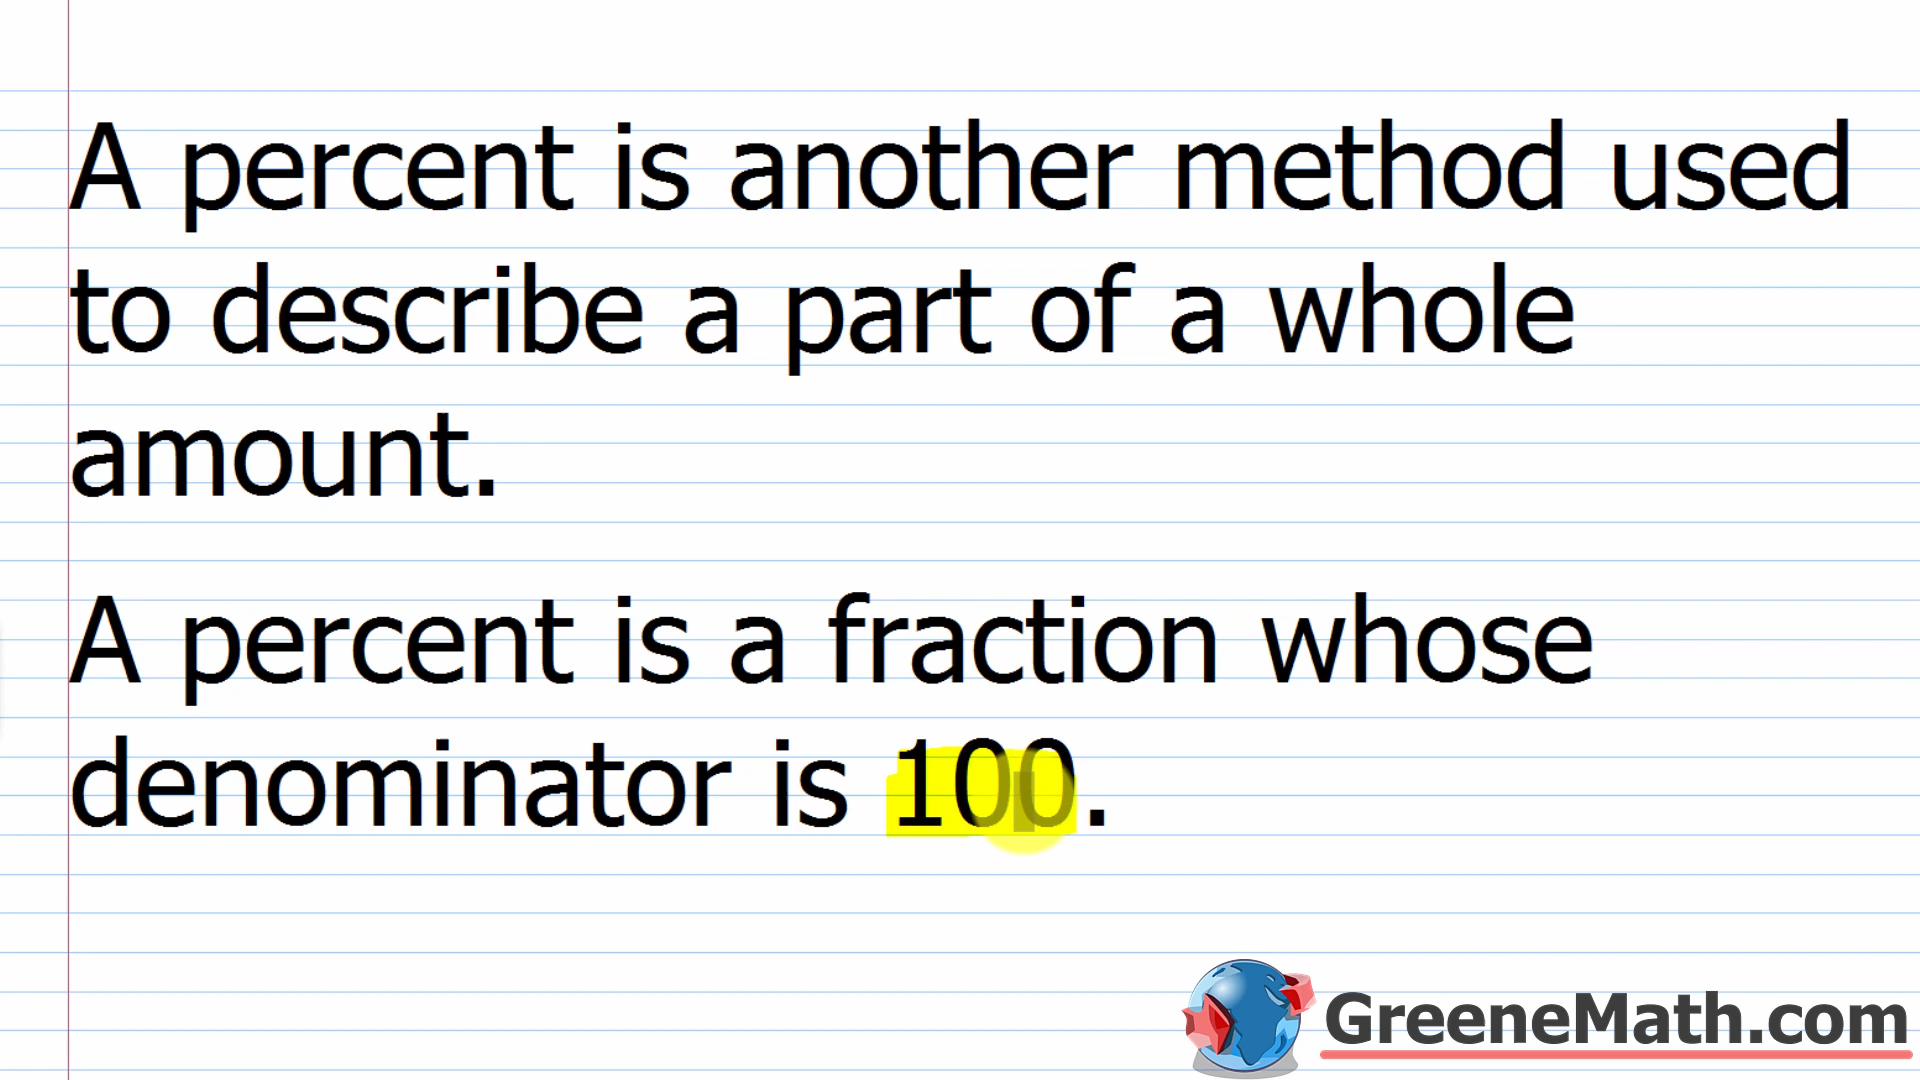 A percent is another method used
to describe a part of a whole
amount.
A percent is a fraction whose
denominator is 100.
GreeneMath.com